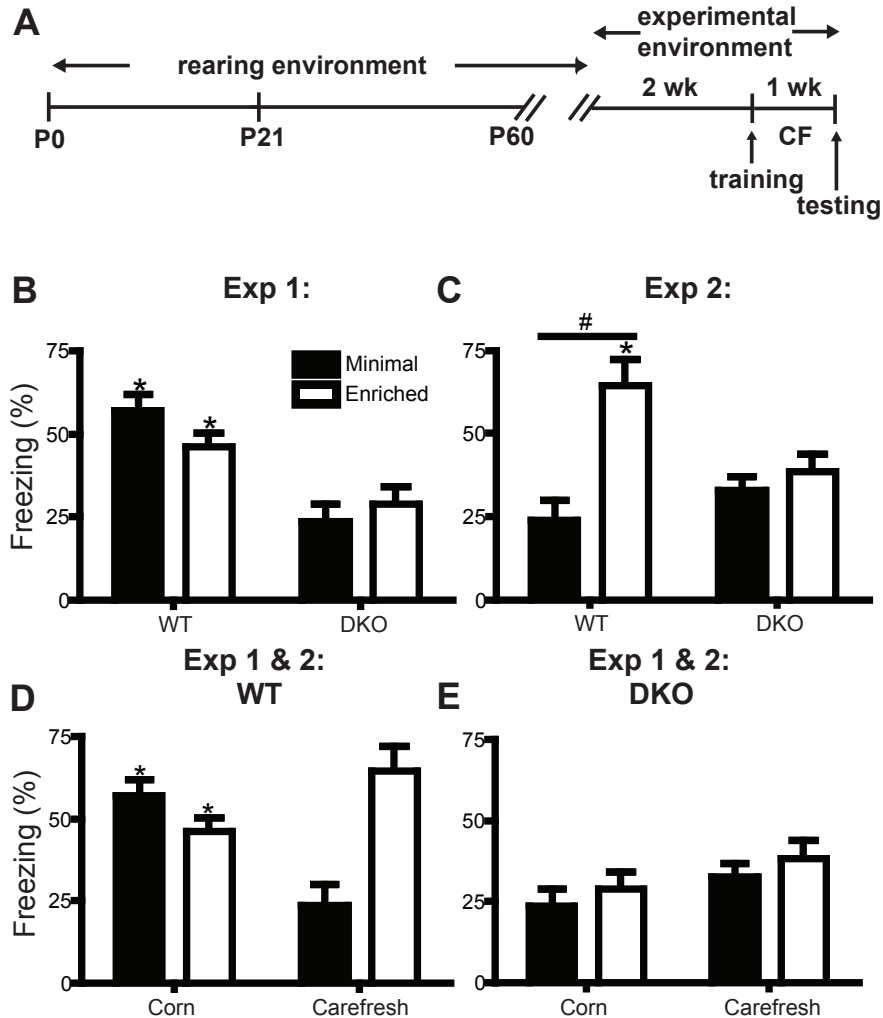 A
rearing environment
experimental
environment
2 wk
1 wk
P0
P21
P60
CF
training
testing
B
Exp 1:
75
50
25
0
Freezing (%)
*
*
Minimal
Enriched
WT
DKO
C
Exp 2:
#
*
75
50
25
0
WT
DKO
D
Exp 1 & 2:
WT
75
50
25
0
Freezing (%)
*
*
Corn
Carefresh
E
Exp 1 & 2:
DKO
75
50
25
0
Corn
Carefresh